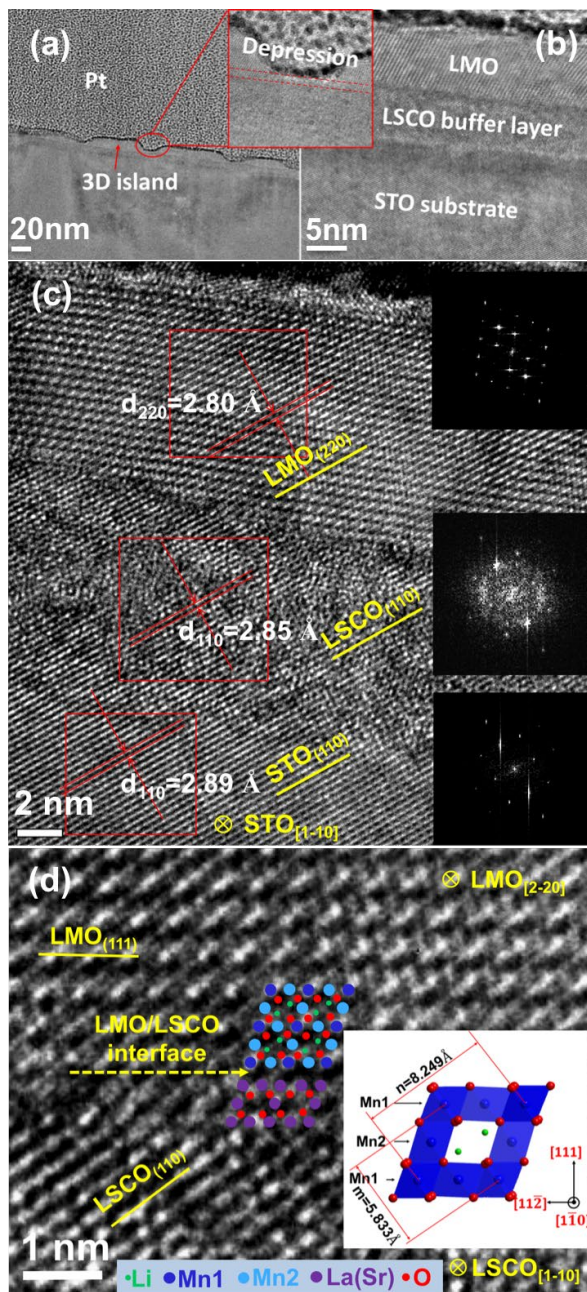 (a)
Pt
3D island
20nm
Depression
(b)
LMO
LSCO buffer layer
STO substrate
5nm
(c)
d220=2.80 Å
LMO(220)
d110=2.85 Å
LSCO(110)
d110=2.89 Å
STO(110)
2 nm
⊗ STO[1-10]
(d)
⊗ LMO[2-20]
LMO(111)
LMO/LSCO
interface
LSCO(110)
1 nm
n=8.249Å
Mn1
Mn2
Mn1
m=5.833Å
[111]
[112̅]
[11̅0]
⊗ LSCO[1-10]
Li Mn1 Mn2 La(Sr) O